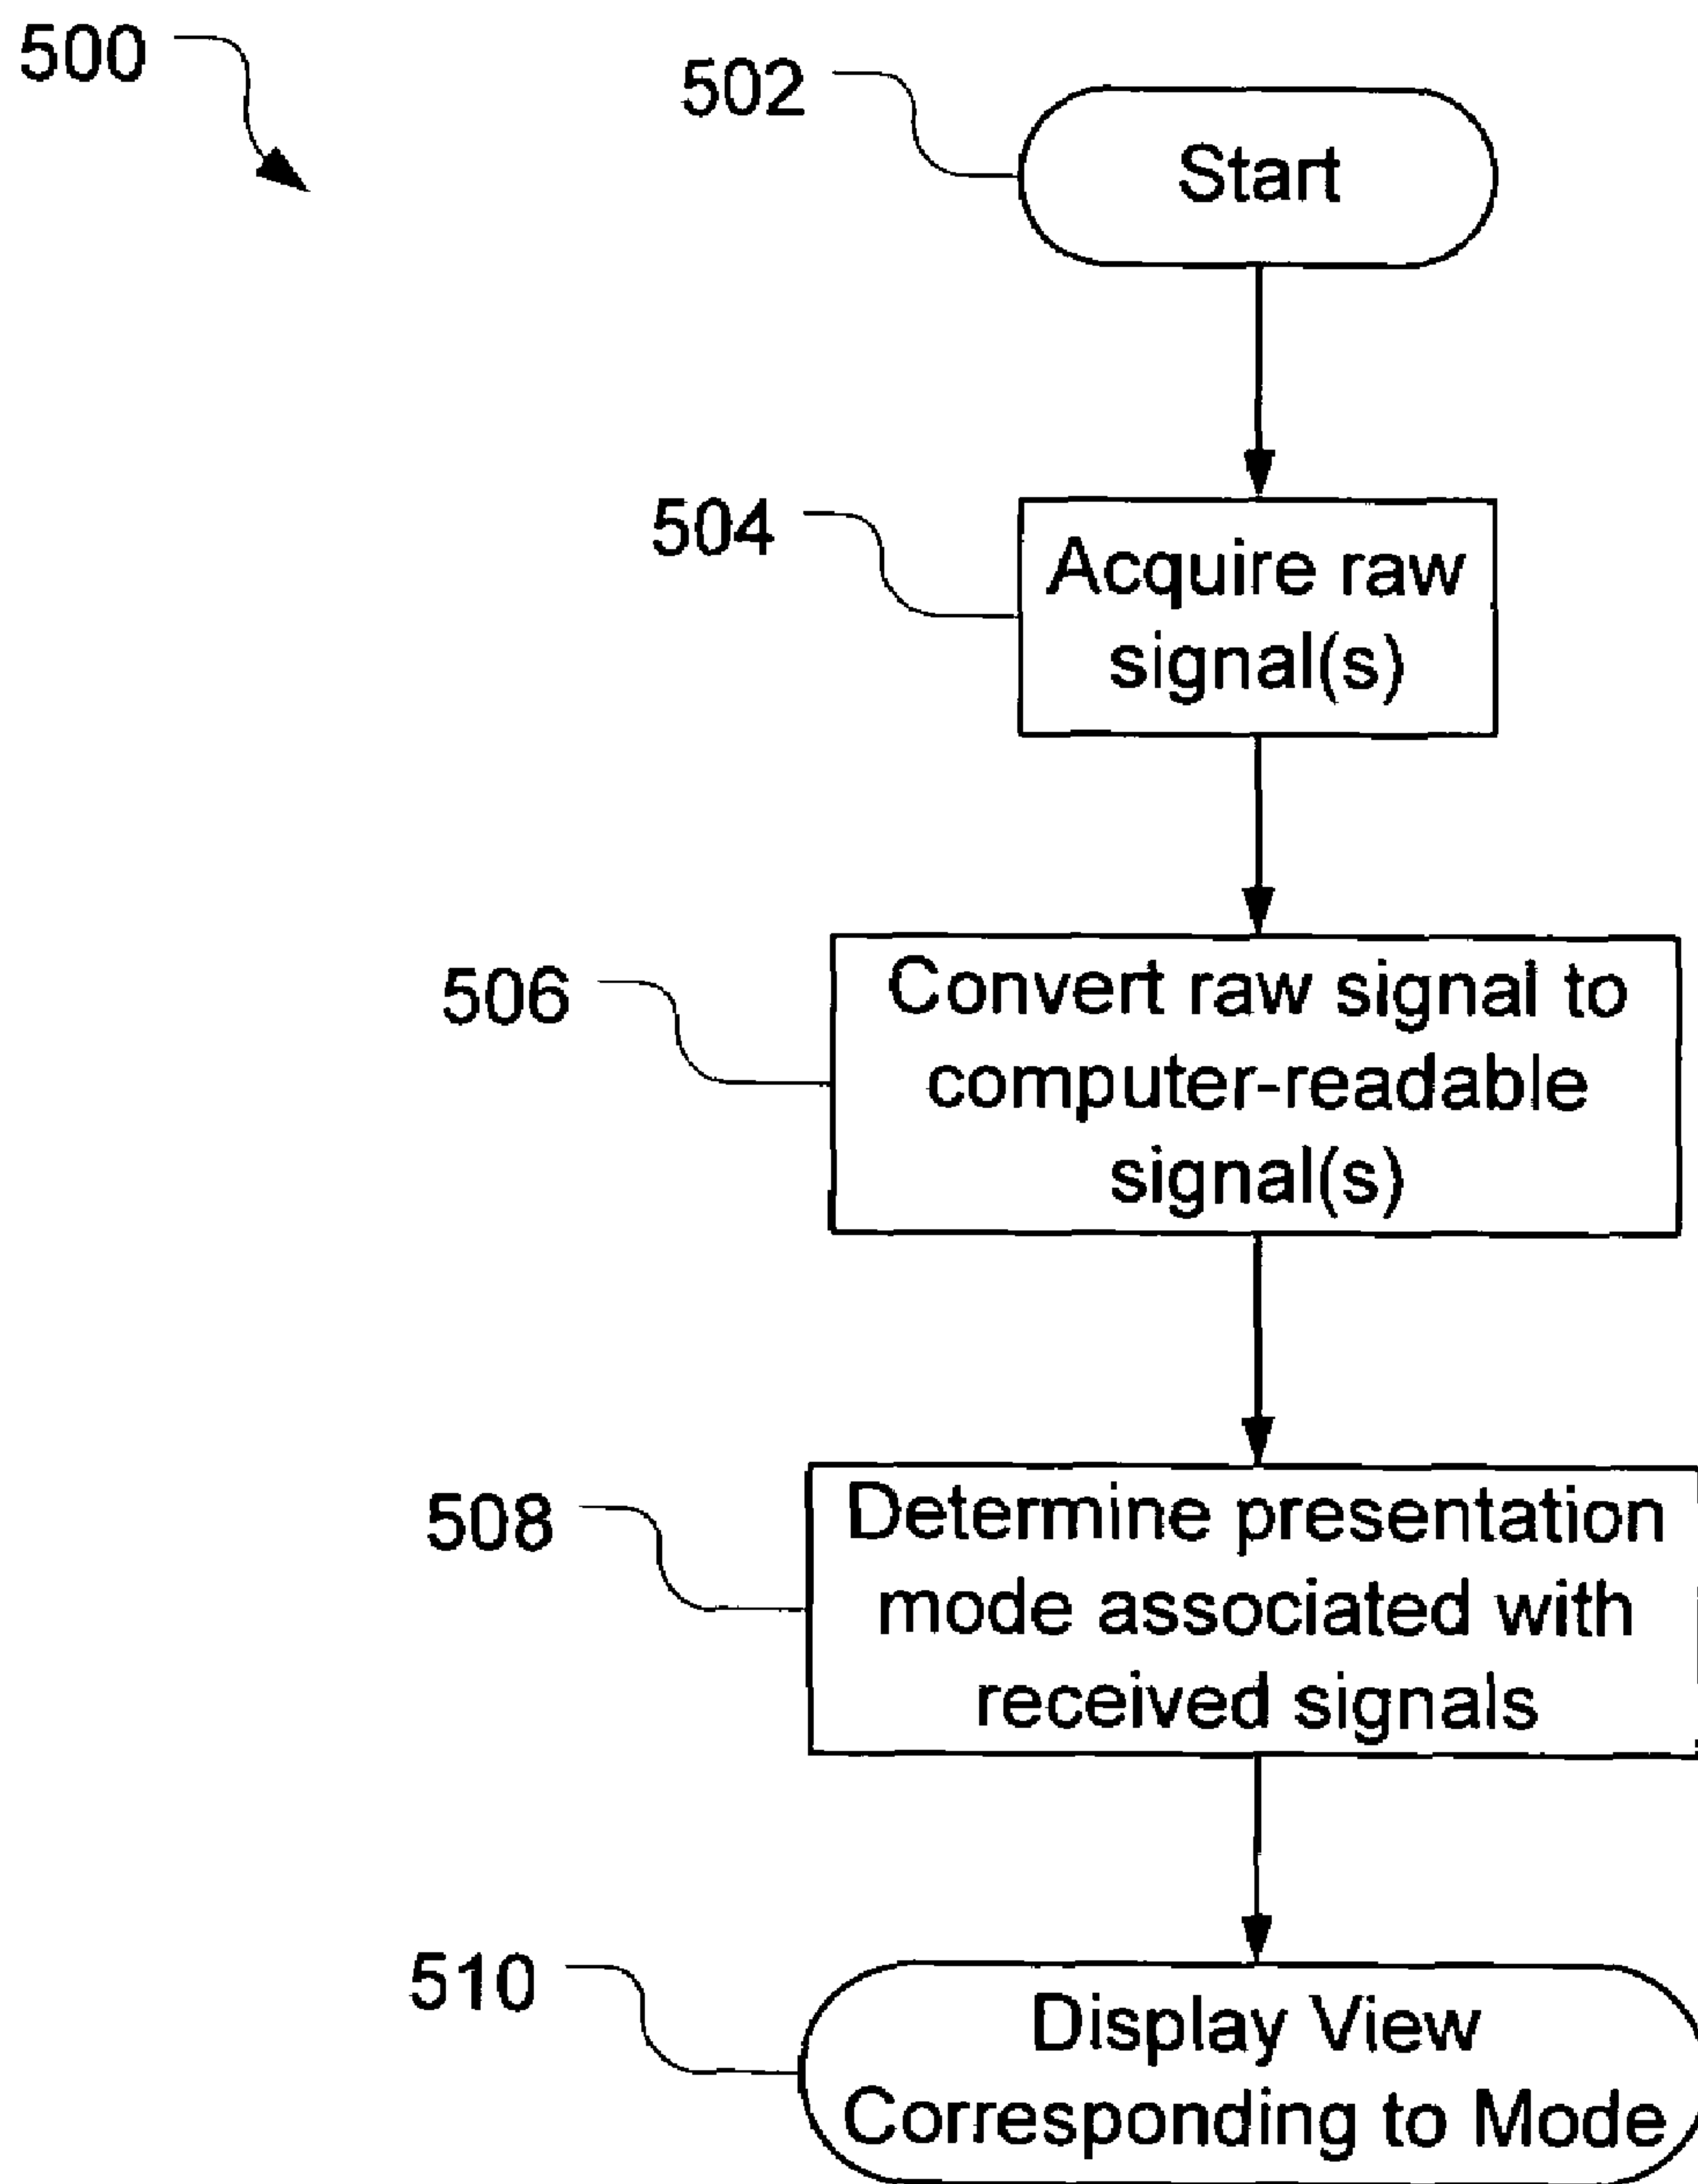 500
502
Start
504
Acquire raw
signal(s)
506
Convert raw signal to
computer-readable
signal(s)
508
Determine presentation
mode associated with
received signals
510
Display View
Corresponding to Mode